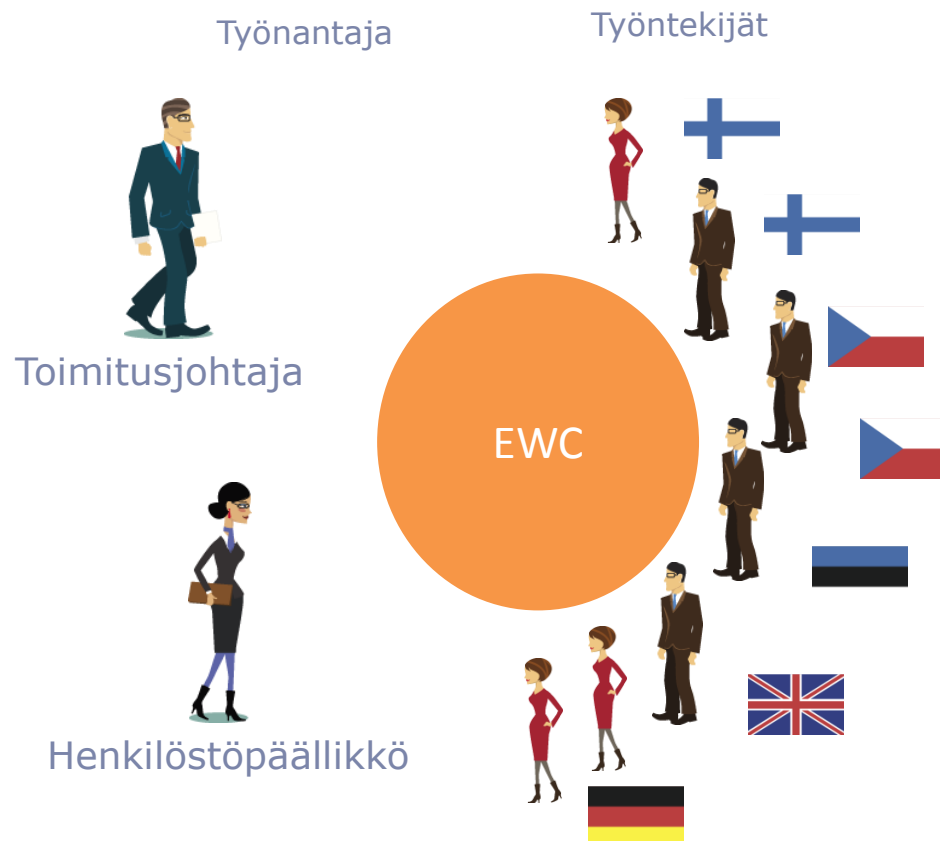 Työnantaja
Työntekijät
Toimitusjohtaja
EWC
Henkilöstöpäällikkö